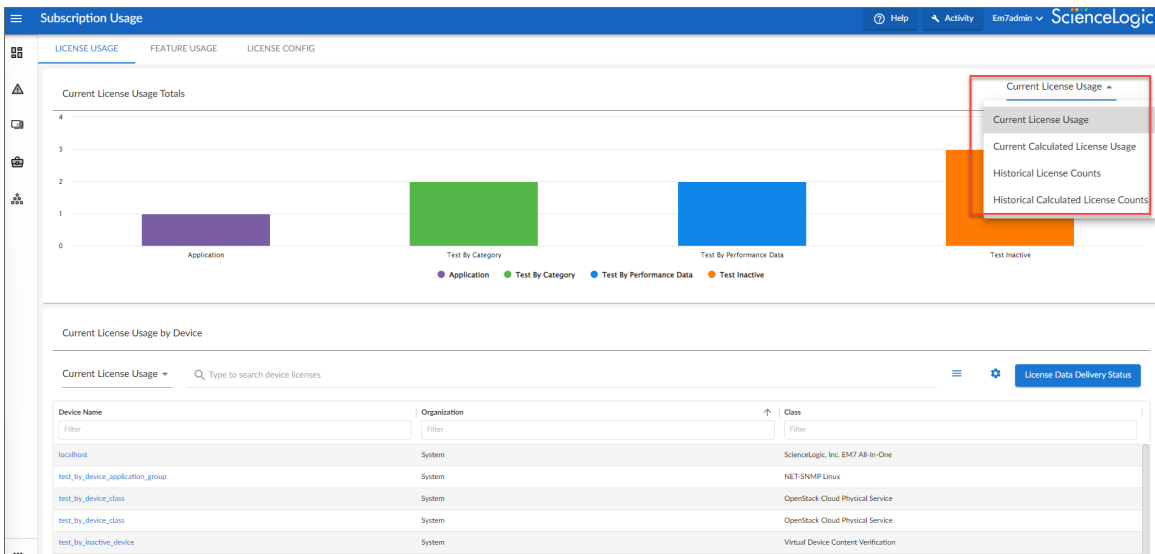 Subscription Usage
Help
Activity
Em7admin
ScienceLogic
LICENSE USAGE
FEATURE USAGE
LICENSE CONFIG
Current License Usage Totals
Current License Usage
Current License Usage
Current Calculated License Usage
Historical License Counts
Historical Calculated License Counts
4
3
2
1
0
Application
Test By Category
Test By Performance Data
Test Inactive
Application
Test By Category
Test By Performance Data
Test Inactive
Current License Usage by Device
Current License Usage
Type to search device licenses
License Data Delivery Status
Device Name
Organization
Class
Filter
Filter
Filter
localhost
System
ScienceLogic, Inc. EM7 All-In-One
test_by_device_application_group
System
NET-SNMP Linux
test_by_device_class
System
OpenStack Cloud Physical Service
test_by_device_class
System
OpenStack Cloud Physical Service
test_by_inactive_device
System
Virtual Device Content Verification